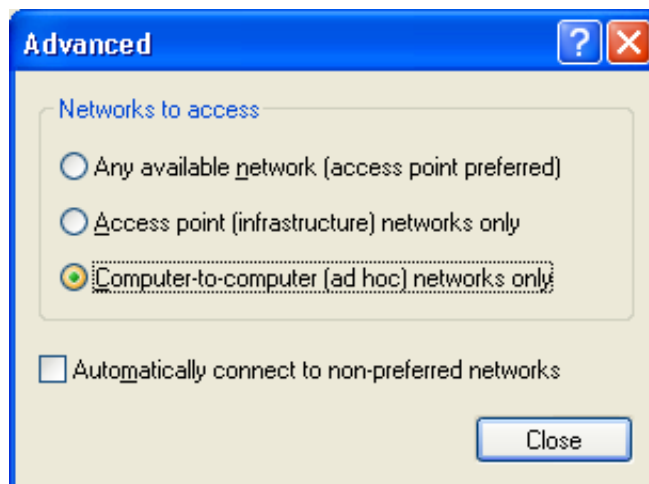 Advanced
?
Networks to access
Any available network (access point preferred)
Access point (infrastructure) networks only
Computer-to-computer (ad hoc) networks only
Automatically connect to non-preferred networks
Close